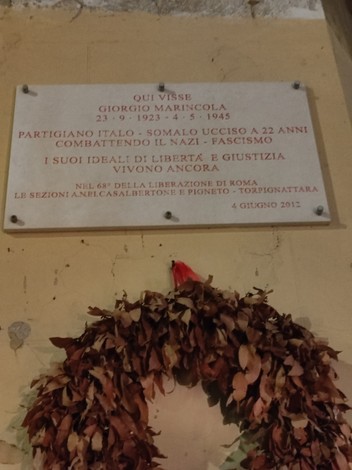 QUI VISSE
GIORGIO MARINCOLA
23 - 9 - 1923 - 4 - 5 - 1945
PARTIGIANO ITALO - SOMALO UCCISO A 22 ANNI
COMBATTENDO IL NAZI - FASCISMO
I SUOI IDEALI DI LIBERTÁ E GIUSTIZIA
VIVONO ANCORA
NEL 68° DELLA LIBERAZIONE DI ROMA
LE SEZIONI A.N.P.I. CASALBERTONE E PIGNETO - TORPIGNATTARA
4 GIUGNO 2012